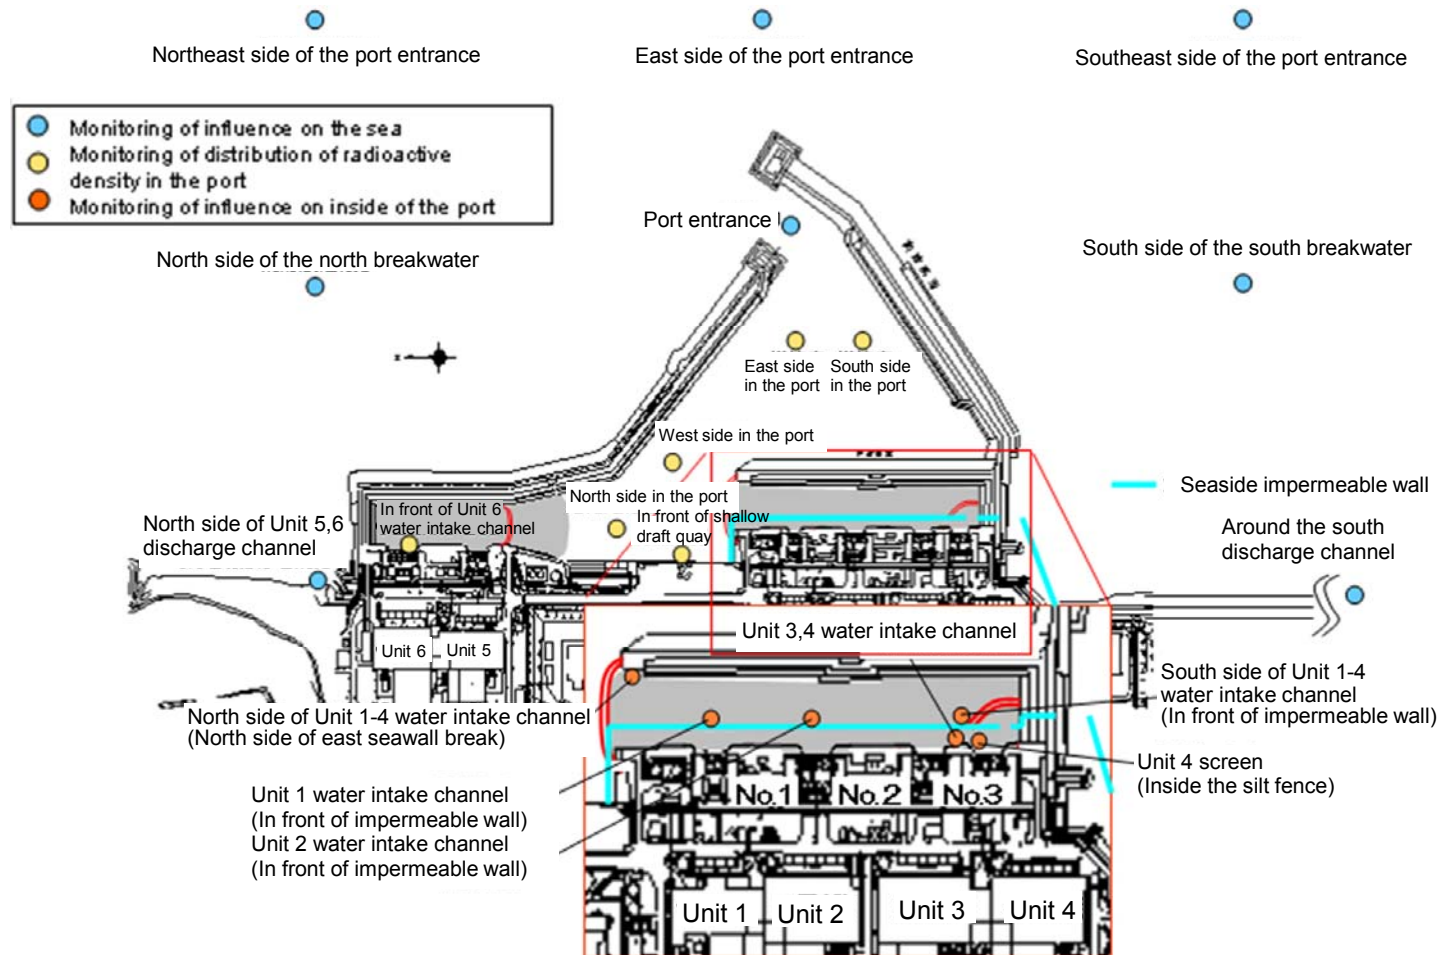 Northeast side of the port entrance
East side of the port entrance
Southeast side of the port entrance
Monitoring of influence on the sea
Monitoring of distribution of radioactive
density in the port
Monitoring of influence on inside of the port
Port entrance
North side of the north breakwater
South side of the south breakwater
East side
in the port
South side
in the port
West side in the port
Seaside impermeable wall
North side in the port
In front of shallow
draft quay
In front of Unit 6
water intake channel
North side of Unit 5,6
discharge channel
Around the south
discharge channel
Unit 6
Unit 5
Unit 3,4 water intake channel
South side of Unit 1-4
water intake channel
(In front of impermeable wall)
North side of Unit 1-4 water intake channel
(North side of east seawall break)
Unit 4 screen
(Inside the silt fence)
Unit 1 water intake channel
(In front of impermeable wall)
Unit 2 water intake channel
(In front of impermeable wall)
No.1
No.2
No.3
Unit 1
Unit 2
Unit 3
Unit 4